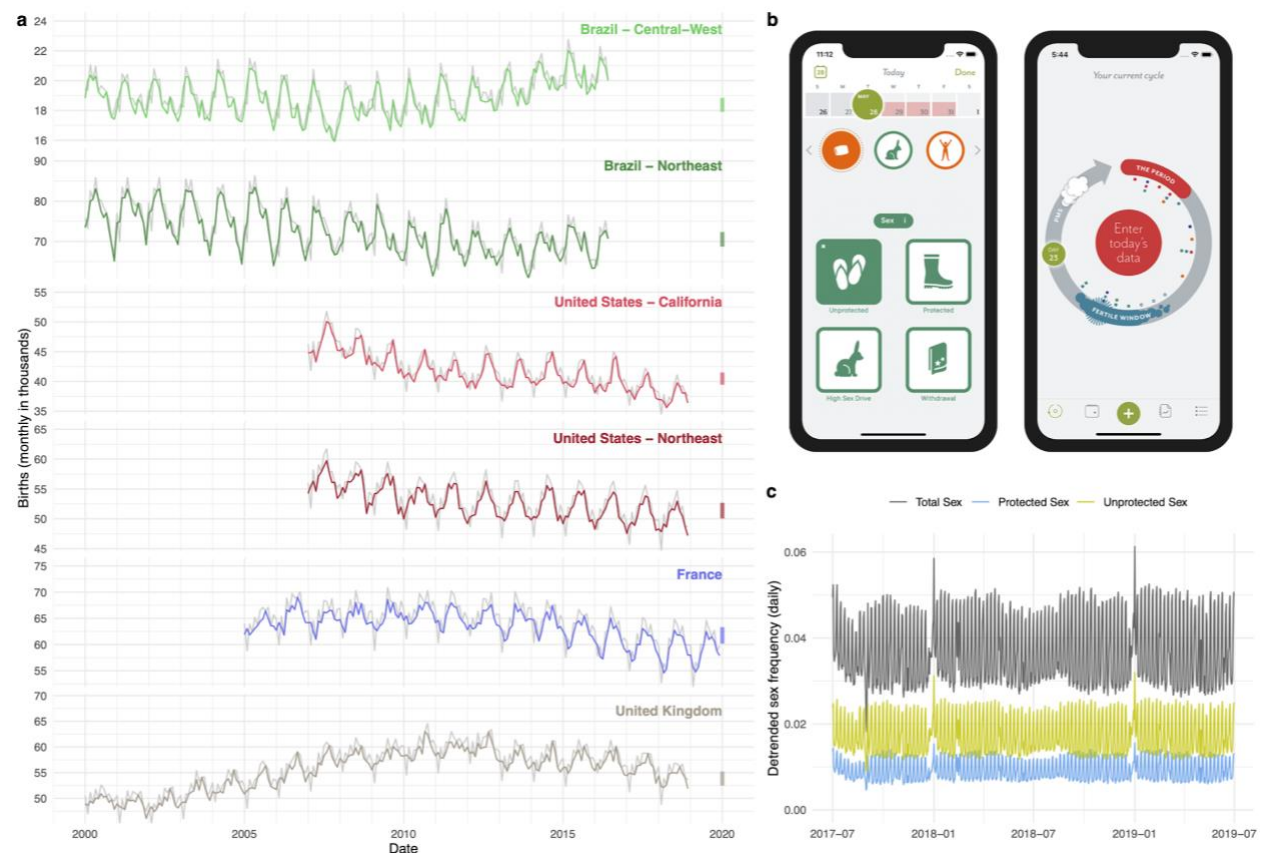 a
Births (monthly in thousands)
Brazil – Central–West
24
22
20
18
16
Brazil – Northeast
90
80
70
United States – California
55
50
45
40
35
United States – Northeast
65
60
55
50
45
France
75
70
65
60
55
United Kingdom
70
65
60
55
50
2000
2005
2010
2015
2020
Date
b
11:12
28
Today
Done
S M T W T F S
26 27 MAY 28 29 30 31 1
Sex i
Unprotected
Protected
High Sex Drive
Withdrawal
5:44
Your current cycle
THE PERIOD
PMS
Enter
today's
data
DAY
23
FERTILE WINDOW
c
Total Sex
Protected Sex
Unprotected Sex
Detrended sex frequency (daily)
0.06
0.04
0.02
0.00
2017–07
2018–01
2018–07
2019–01
2019–07